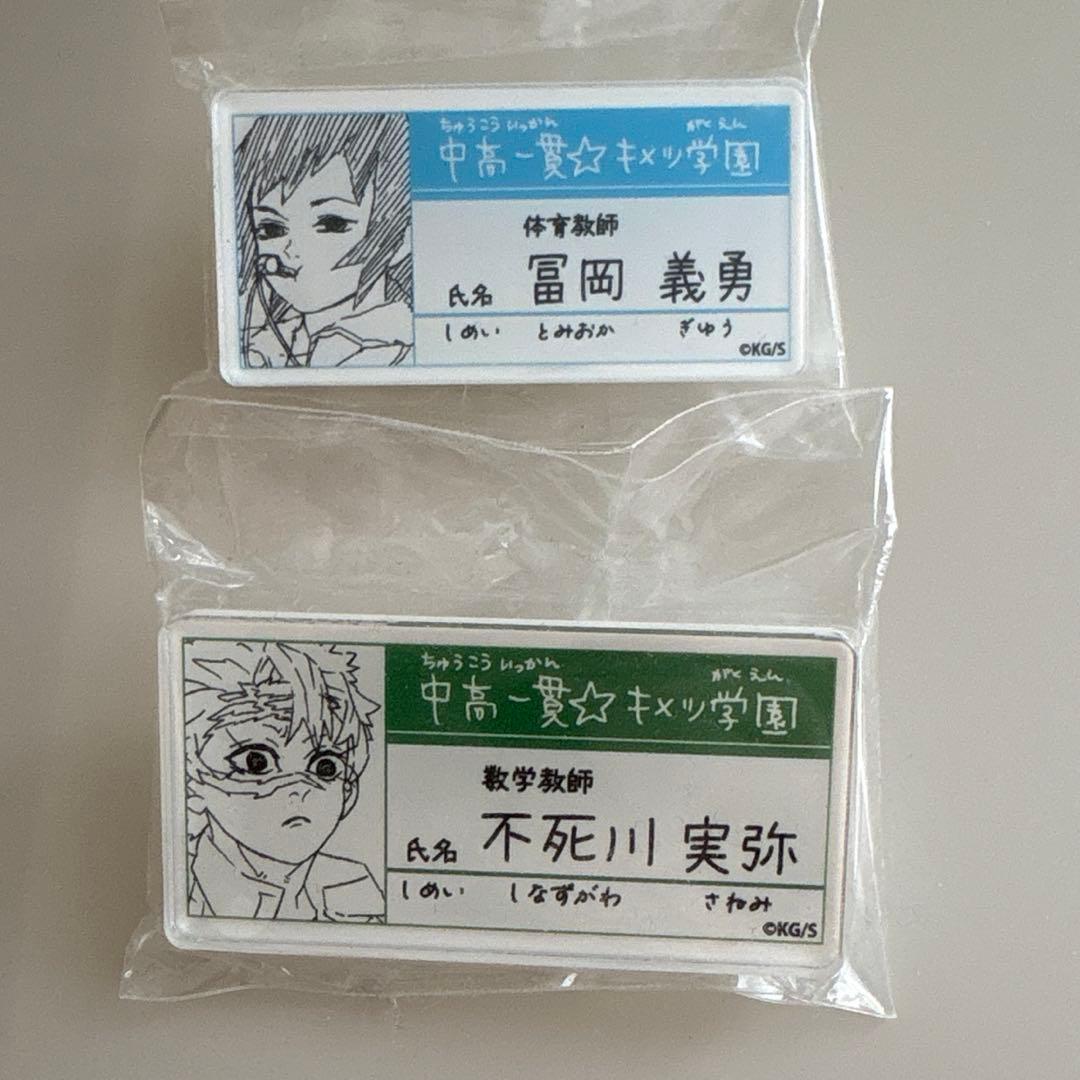 ちゅうこう いっかん がくえん
中高一貫☆キメツ学園
体育教師
氏名 冨岡 義勇
しめい とみおか ぎゆう
©KG/S
ちゅうこう いっかん がくえん
中高一貫☆キメツ学園
数学教師
氏名 不死川 実弥
しめい しなずがわ さねみ
©KG/S